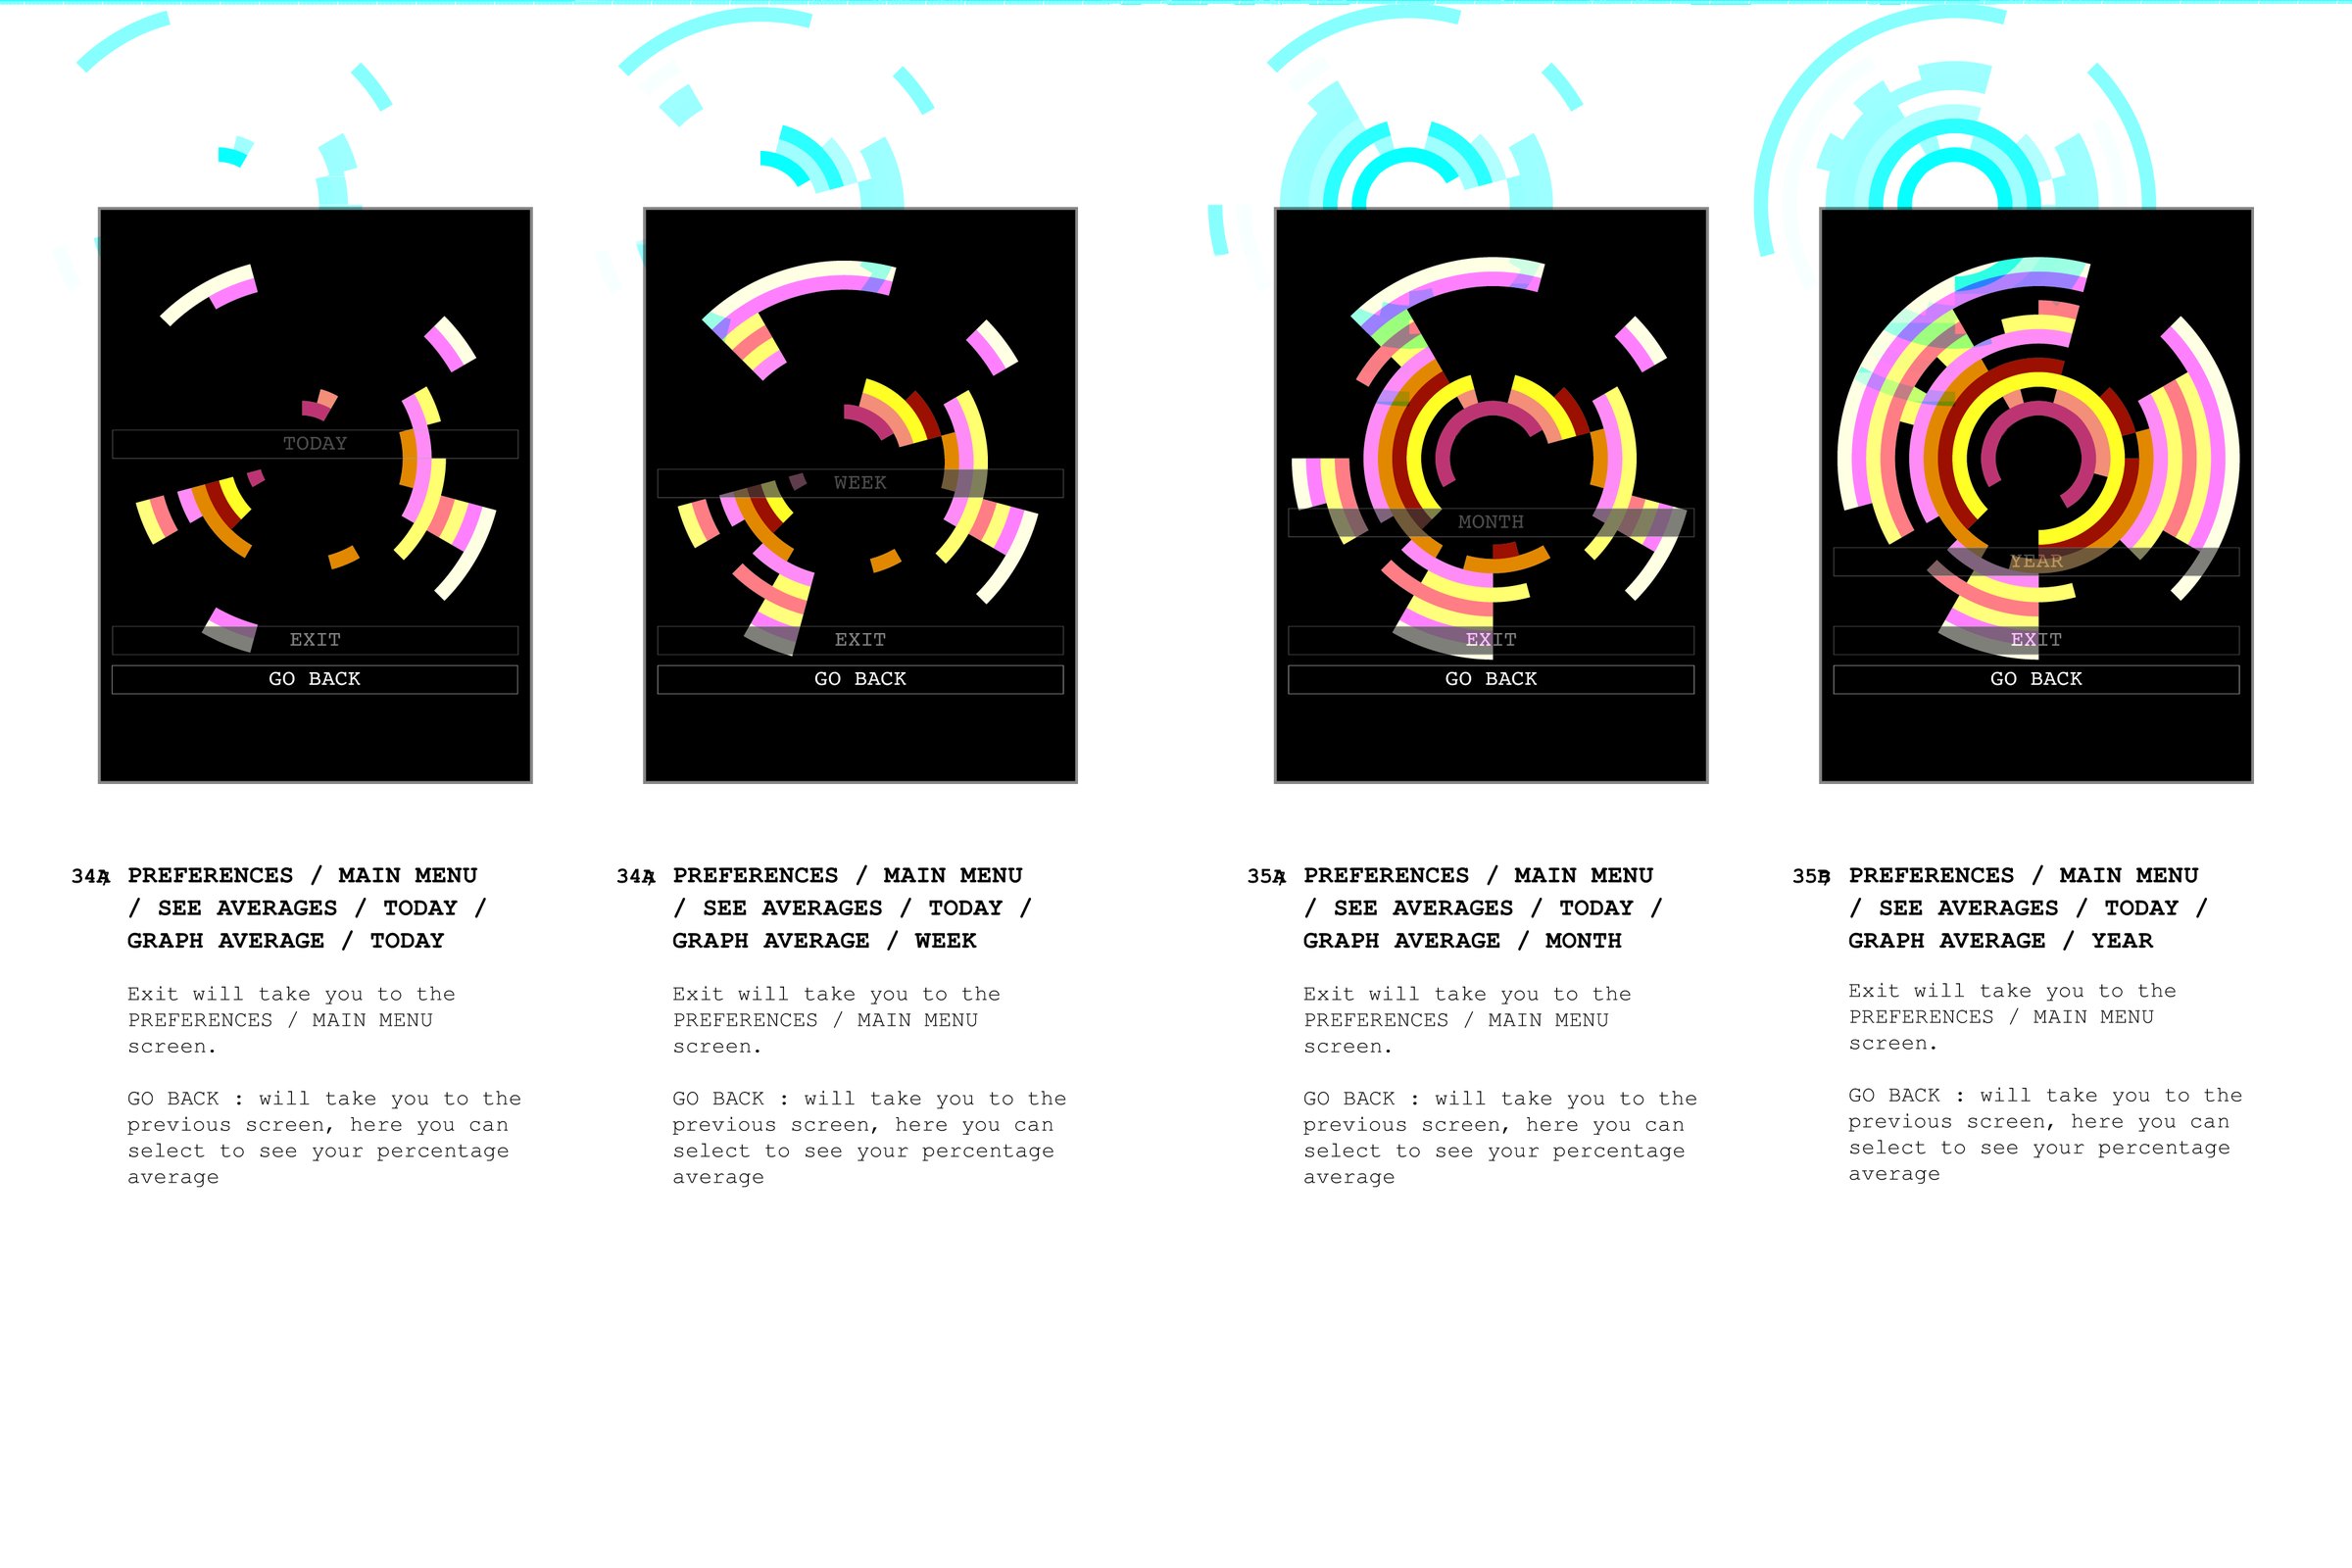 TODAY
EXIT
GO BACK
WEEK
EXIT
GO BACK
MONTH
EXIT
GO BACK
YEAR
EXIT
GO BACK
34A/ PREFERENCES / MAIN MENU
/ SEE AVERAGES / TODAY /
GRAPH AVERAGE / TODAY
Exit will take you to the
PREFERENCES / MAIN MENU
screen.
GO BACK : will take you to the
previous screen, here you can
select to see your percentage
average
34A/ PREFERENCES / MAIN MENU
/ SEE AVERAGES / TODAY /
GRAPH AVERAGE / WEEK
Exit will take you to the
PREFERENCES / MAIN MENU
screen.
GO BACK : will take you to the
previous screen, here you can
select to see your percentage
average
35A/ PREFERENCES / MAIN MENU
/ SEE AVERAGES / TODAY /
GRAPH AVERAGE / MONTH
Exit will take you to the
PREFERENCES / MAIN MENU
screen.
GO BACK : will take you to the
previous screen, here you can
select to see your percentage
average
35B/ PREFERENCES / MAIN MENU
/ SEE AVERAGES / TODAY /
GRAPH AVERAGE / YEAR
Exit will take you to the
PREFERENCES / MAIN MENU
screen.
GO BACK : will take you to the
previous screen, here you can
select to see your percentage
average